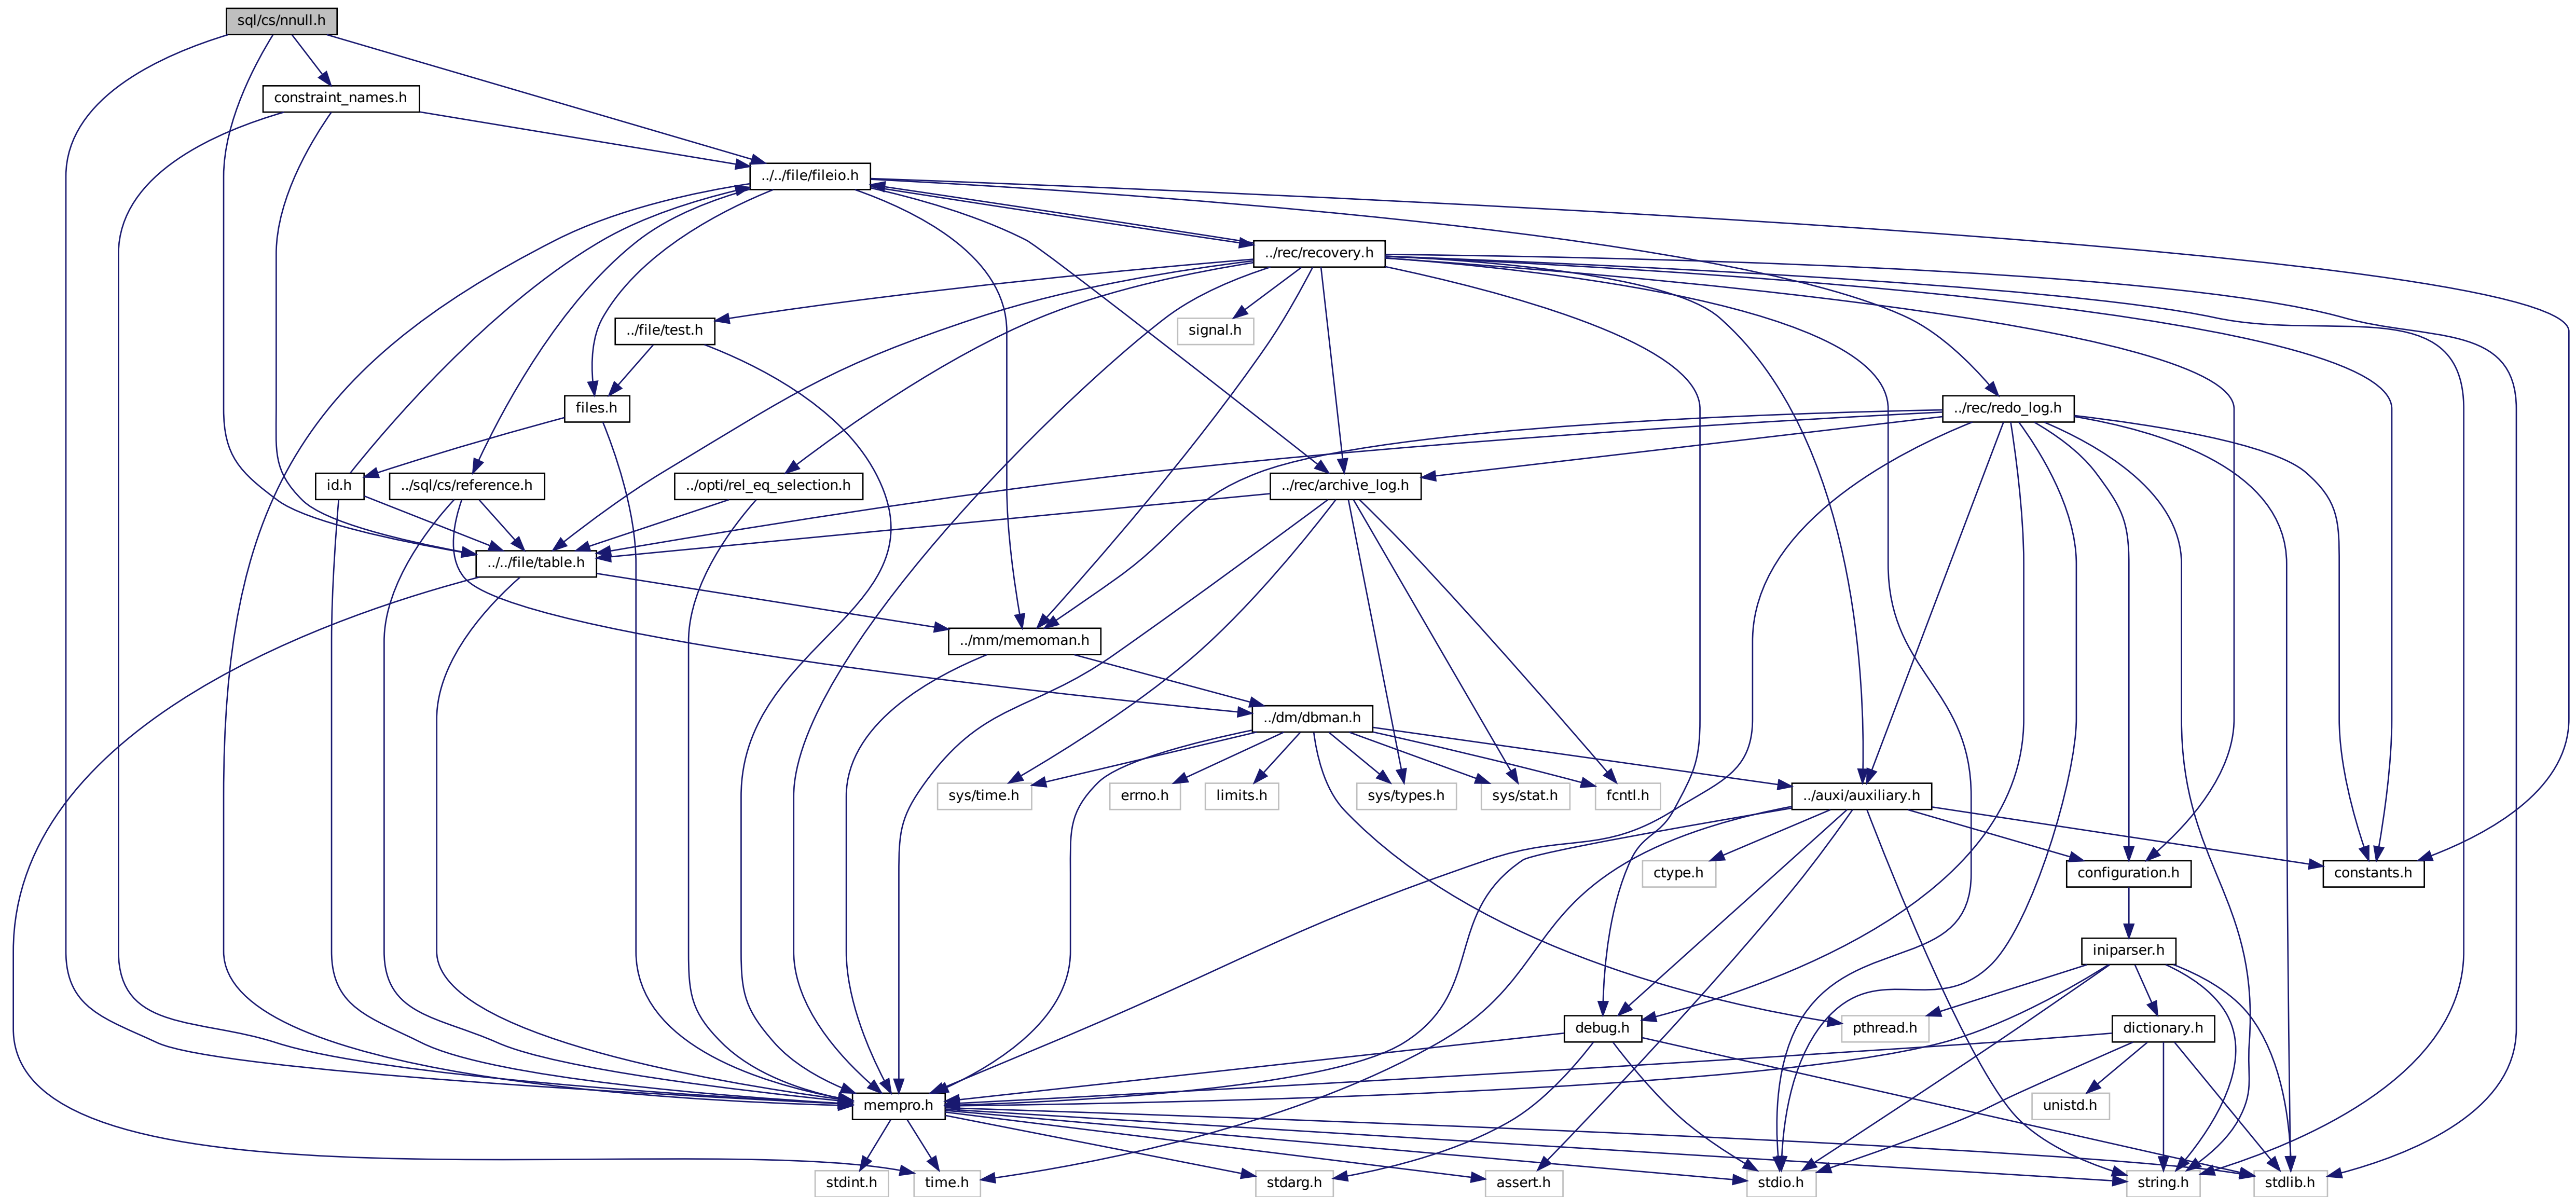 sql/cs/nnull.h
constraint_names.h
../../file/fileio.h
../rec/recovery.h
../file/test.h
signal.h
files.h
../rec/redo_log.h
id.h
../sql/cs/reference.h
../opti/rel_eq_selection.h
../rec/archive_log.h
../../file/table.h
../mm/memoman.h
../dm/dbman.h
sys/time.h
errno.h
limits.h
sys/types.h
sys/stat.h
fcntl.h
../auxi/auxiliary.h
ctype.h
configuration.h
constants.h
iniparser.h
debug.h
pthread.h
dictionary.h
mempro.h
unistd.h
stdint.h
time.h
stdarg.h
assert.h
stdio.h
string.h
stdlib.h